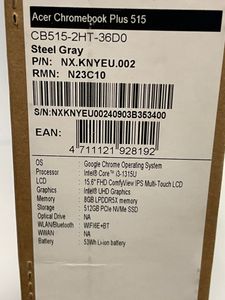 Acer Chromebook Plus 515
CB515-2HT-36D0
Steel Gray
P/N: NX.KNYEU.002
RMN: N23C10
S/N:NXKNYEU00240903B353400
EAN:
4 711121 928192
OS : Google Chrome Operating System
Processor : Intel® Core™ i3-1315U
LCD : 15.6" FHD ComfyView IPS Multi-Touch LCD
Graphics : Intel® UHD Graphics
Memory : 8GB LPDDR5X memory
Storage : 512GB PCIe NVMe SSD
Optical Drive : NA
WLAN/BT : WIFI6E+BT
WWAN/BAN : NA
Battery : 53Wh Li-ion battery